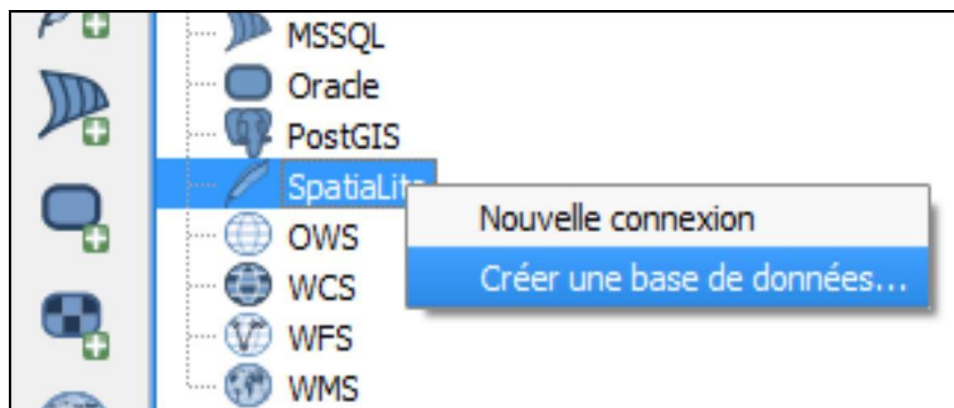 MSSQL
Oracle
PostGIS
SpatiaLite
Nouvelle connexion
OWS
Créer une base de données...
WCS
WFS
WMS